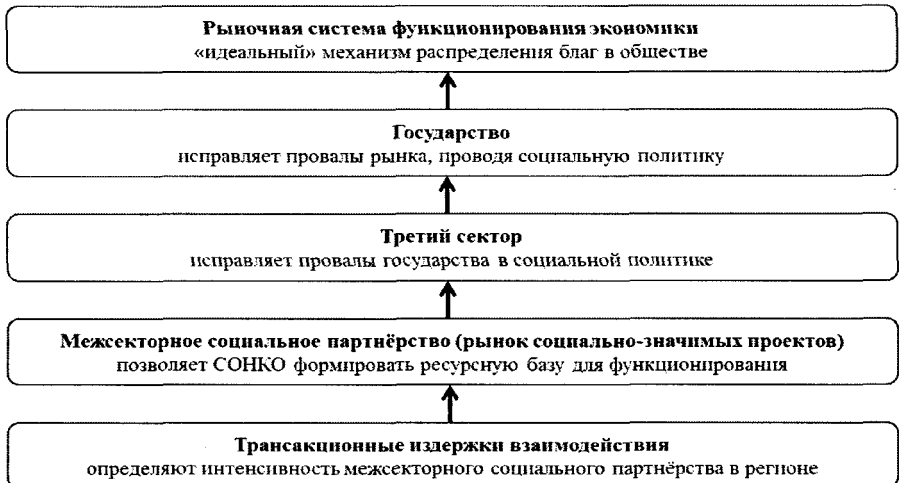 Рыночная система функционирования экономики
«идеальный» механизм распределения благ в обществе
Государство
исправляет провалы рынка, проводя социальную политику
Третий сектор
исправляет провалы государства в социальной политике
Межсекторное социальное партнёрство (рынок социально-значимых проектов)
позволяет СОНКО формировать ресурсную базу для функционирования
Трансакционные издержки взаимодействия
определяют интенсивность межсекторного социального партнёрства в регионе